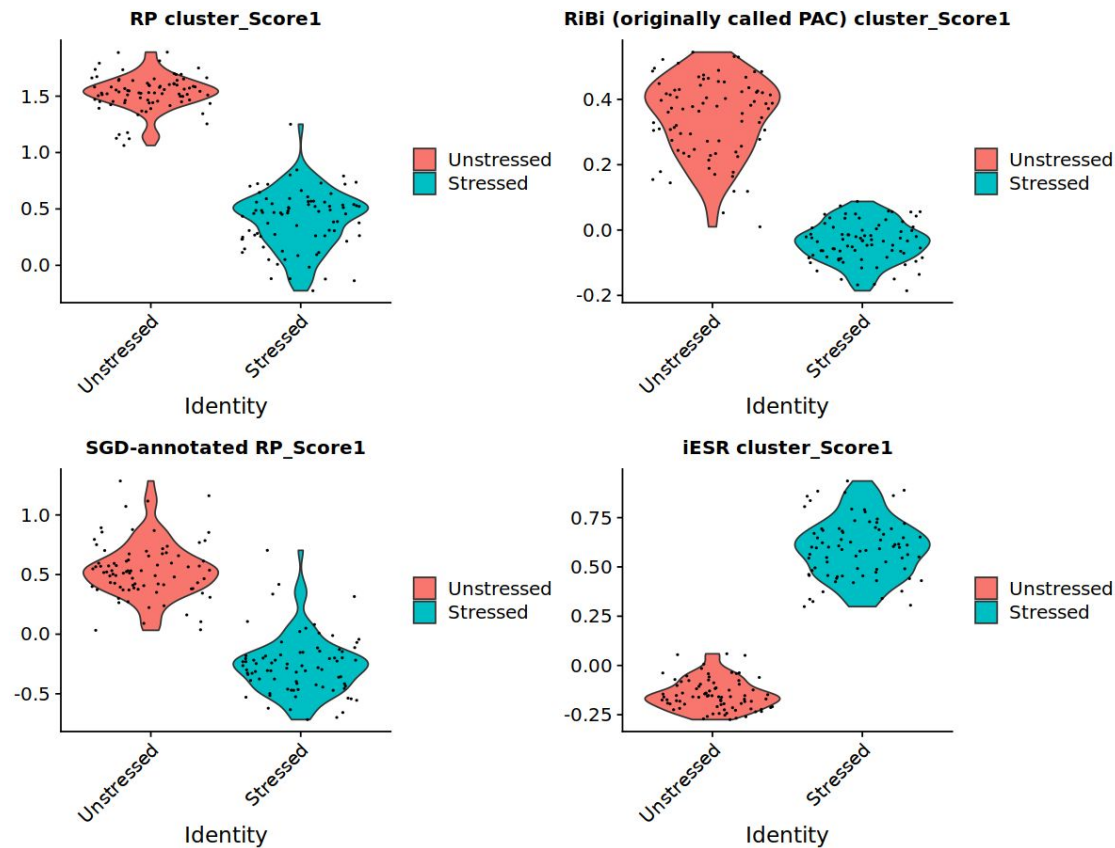 RP cluster_Score1
1.5
1.0
0.5
0.0
Unstressed
Stressed
Identity
Unstressed
Stressed
RiBi (originally called PAC) cluster_Score1
0.4
0.2
0.0
-0.2
Unstressed
Stressed
Identity
Unstressed
Stressed
SGD-annotated RP_Score1
1.0
0.5
0.0
-0.5
Unstressed
Stressed
Identity
Unstressed
Stressed
iESR cluster_Score1
0.75
0.50
0.25
0.00
-0.25
Unstressed
Stressed
Identity
Unstressed
Stressed